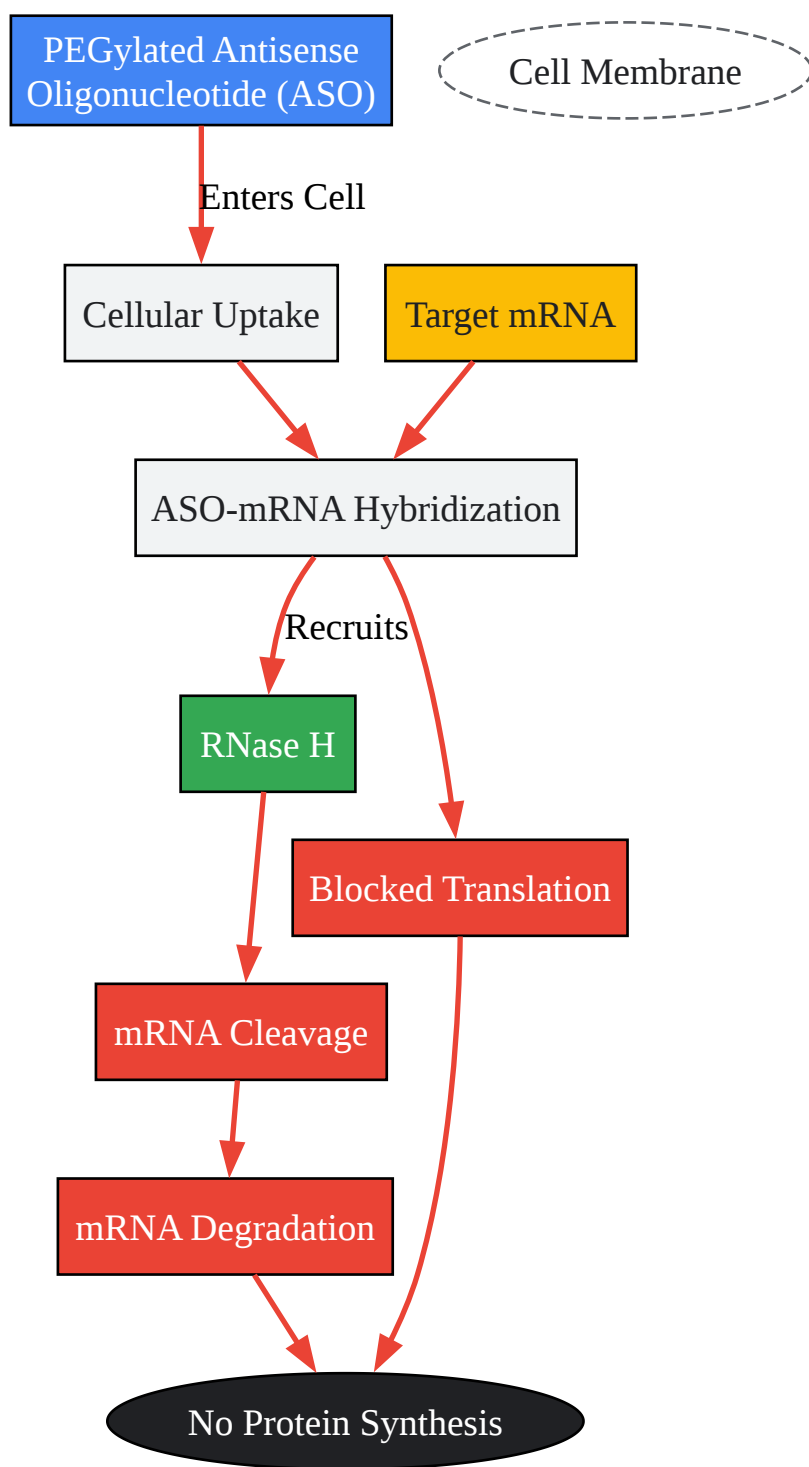 PEGylated Antisense
Oligonucleotide (ASO)
Cell Membrane
Enters Cell
Cellular Uptake
Target mRNA
ASO-mRNA Hybridization
Recruits
RNase H
Blocked Translation
mRNA Cleavage
mRNA Degradation
No Protein Synthesis